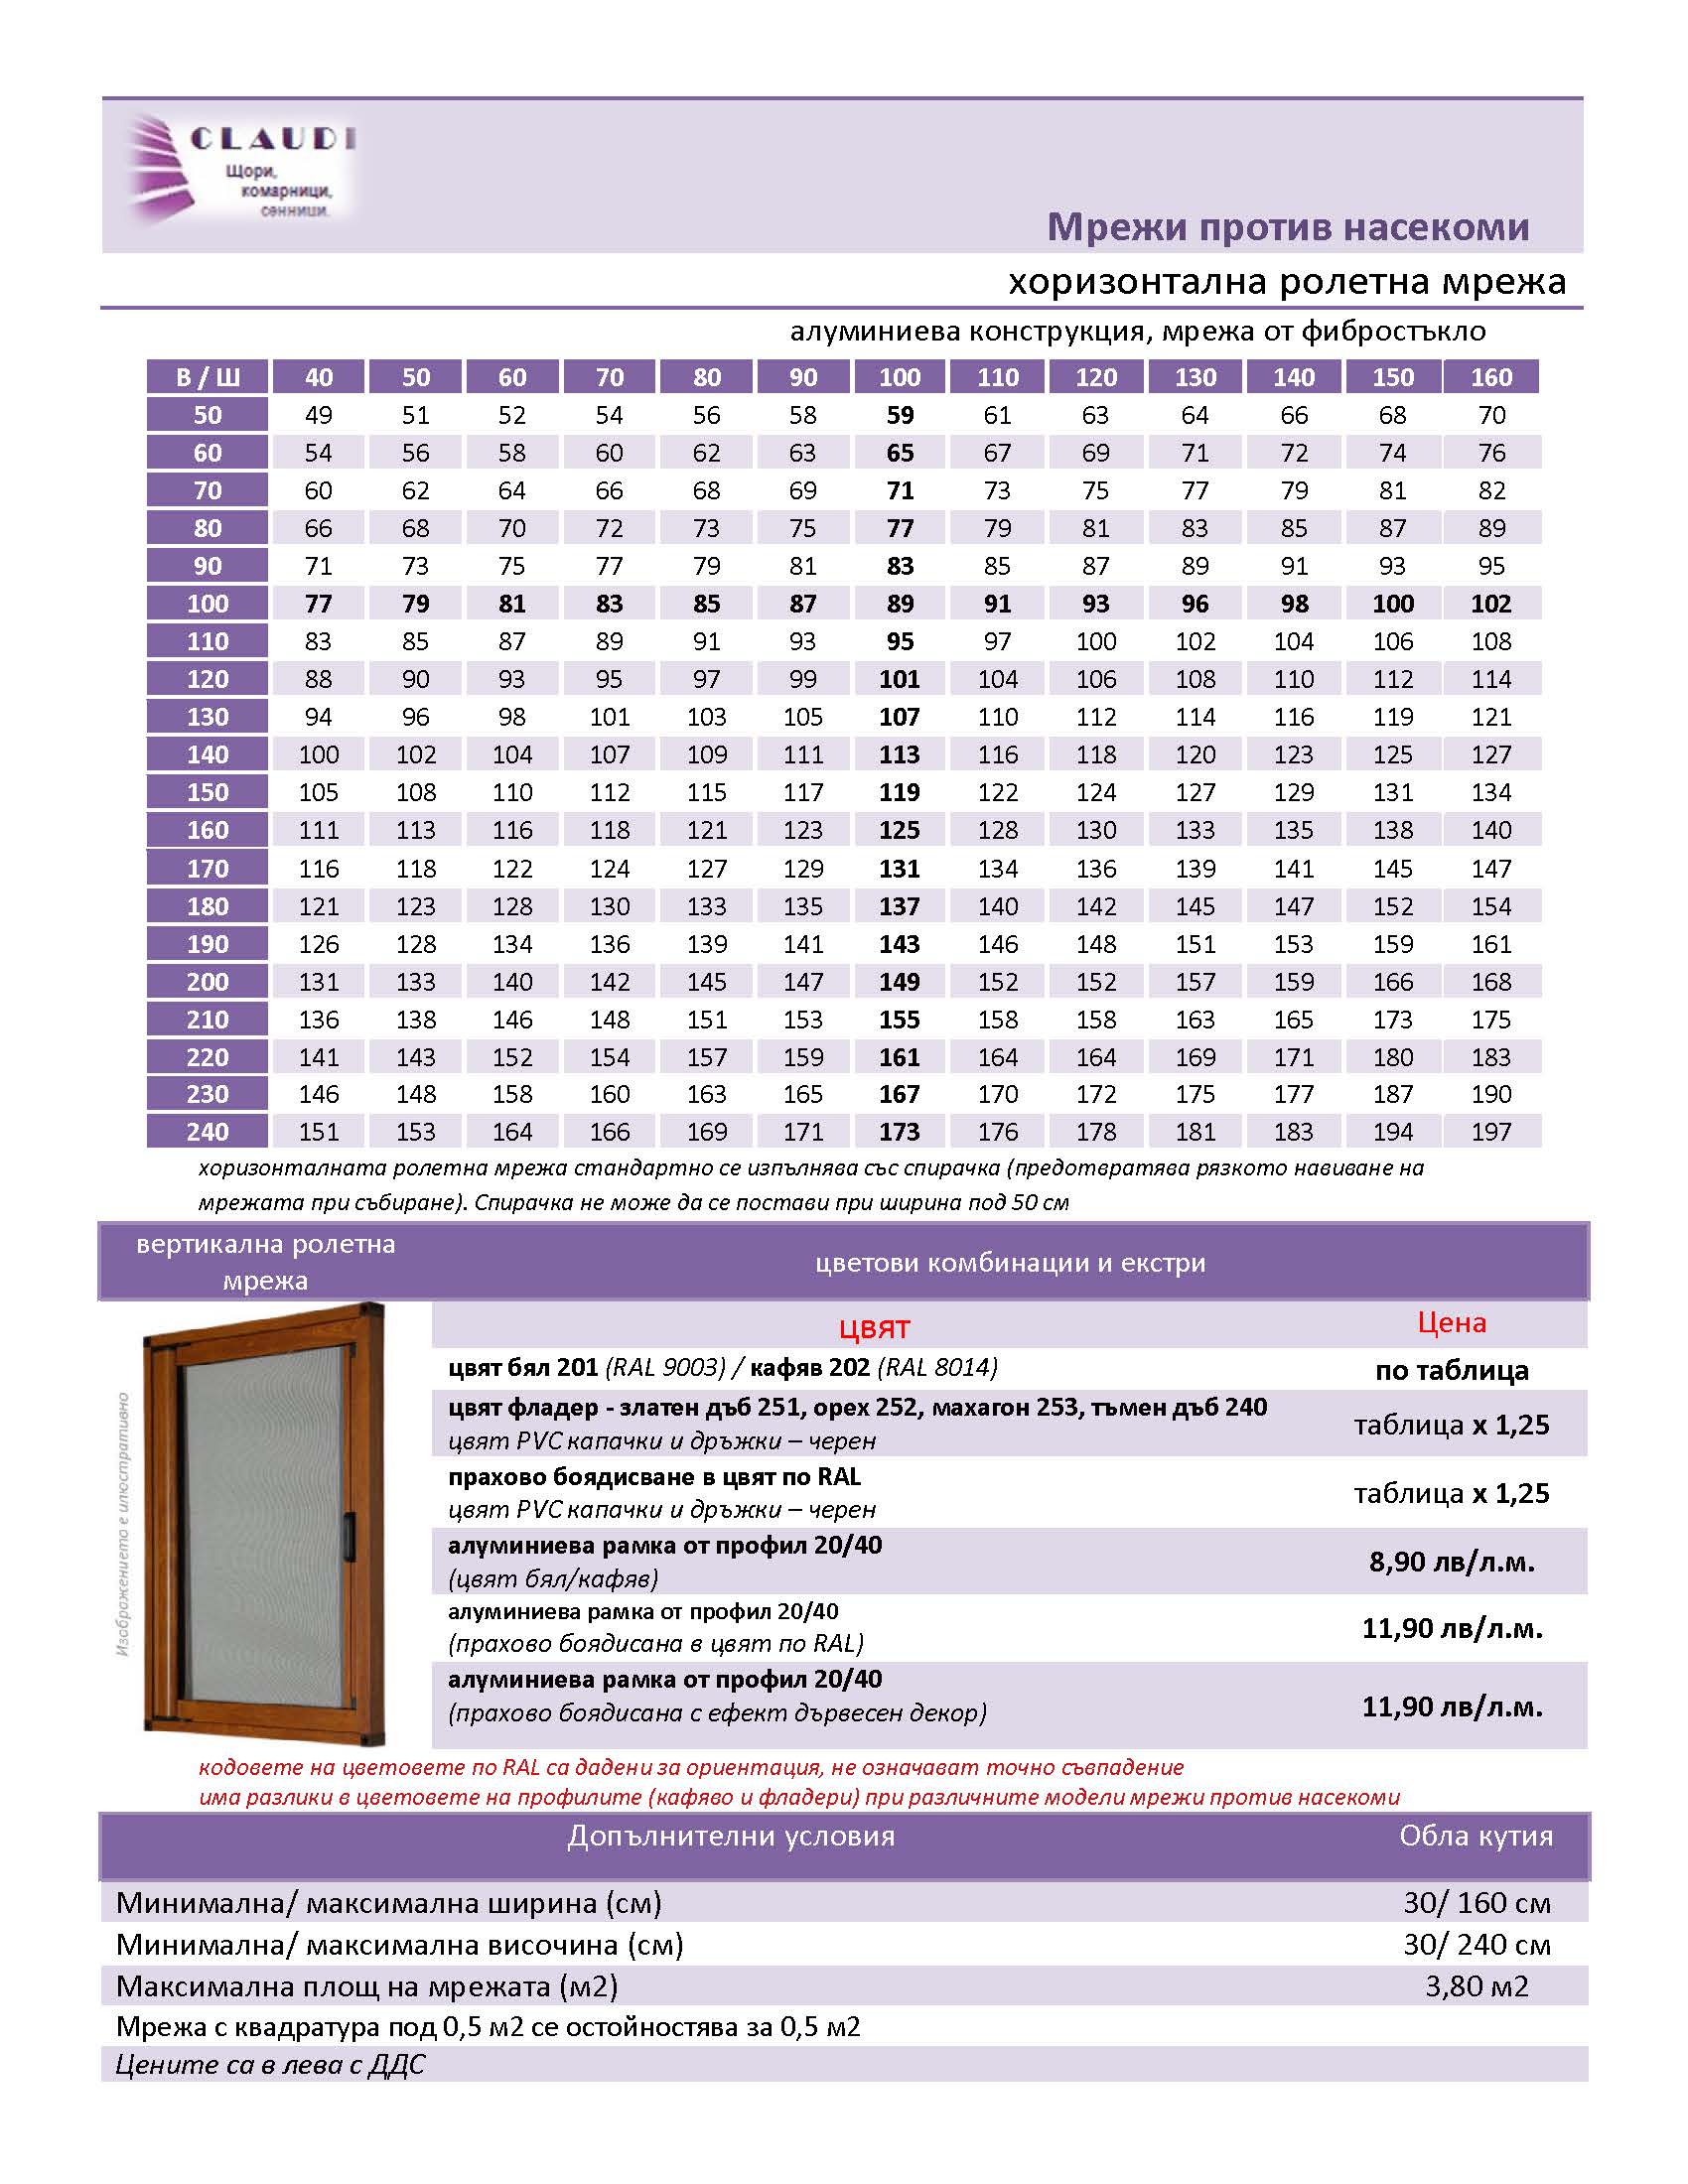 CLAUDI
Щори,
комарници,
сенници.
Мрежи против насекоми
хоризонтална ролетна мрежа
алуминиева конструкция, мрежа от фибростъкло
В / Ш 40 50 60 70 80 90 100 110 120 130 140 150 160
50 49 51 52 54 56 58 59 61 63 64 66 68 70
60 54 56 58 60 62 63 65 67 69 71 72 74 76
70 60 62 64 66 68 69 71 73 75 77 79 81 82
80 66 68 70 72 73 75 77 79 81 83 85 87 89
90 71 73 75 77 79 81 83 85 87 89 91 93 95
100 77 79 81 83 85 87 89 91 93 96 98 100 102
110 83 85 87 89 91 93 95 97 100 102 104 106 108
120 88 90 93 95 97 99 101 104 106 108 110 112 114
130 94 96 98 101 103 105 107 110 112 114 116 119 121
140 100 102 104 107 109 111 113 116 118 120 123 125 127
150 105 108 110 112 115 117 119 122 124 127 129 131 134
160 111 113 116 118 121 123 125 128 130 133 135 138 140
170 116 118 122 124 127 129 131 134 136 139 141 145 147
180 121 123 128 130 133 135 137 140 142 145 147 152 154
190 126 128 134 136 139 141 143 146 148 151 153 159 161
200 131 133 140 142 145 147 149 152 152 157 159 166 168
210 136 138 146 148 151 153 155 158 158 163 165 173 175
220 141 143 152 154 157 159 161 164 164 169 171 180 183
230 146 148 158 160 163 165 167 170 172 175 177 187 190
240 151 153 164 166 169 171 173 176 178 181 183 194 197
хоризонталната ролетна мрежа стандартно се изпълнява със спирачка (предотвратява рязкото навиване на
мрежата при събиране). Спирачка не може да се постави при ширина под 50 см
вертикална ролетна
мрежа
цветови комбинации и екстри
Изображението е илюстративно
цвят Цена
цвят бял 201 (RAL 9003) / кафяв 202 (RAL 8014) по таблица
цвят фладер - златен дъб 251, орех 252, махагон 253, тъмен дъб 240
цвят PVC капачки и дръжки – черен
таблица х 1,25
прахово боядисване в цвят по RAL
цвят PVC капачки и дръжки – черен
таблица х 1,25
алуминиева рамка от профил 20/40
(цвят бял/кафяв)
8,90 лв/л.м.
алуминиева рамка от профил 20/40
(прахово боядисана в цвят по RAL)
11,90 лв/л.м.
алуминиева рамка от профил 20/40
(прахово боядисана с ефект дървесен декор)
11,90 лв/л.м.
кодовете на цветовете по RAL са дадени за ориентация, не означават точно съвпадение
има разлики в цветовете на профилите (кафяво и фладери) при различните модели мрежи против насекоми
Допълнителни условия Обла кутия
Минимална/ максимална ширина (см) 30/ 160 см
Минимална/ максимална височина (см) 30/ 240 см
Максимална площ на мрежата (м2) 3,80 м2
Мрежа с квадратура под 0,5 м2 се остойностява за 0,5 м2
Цените са в лева с ДДС